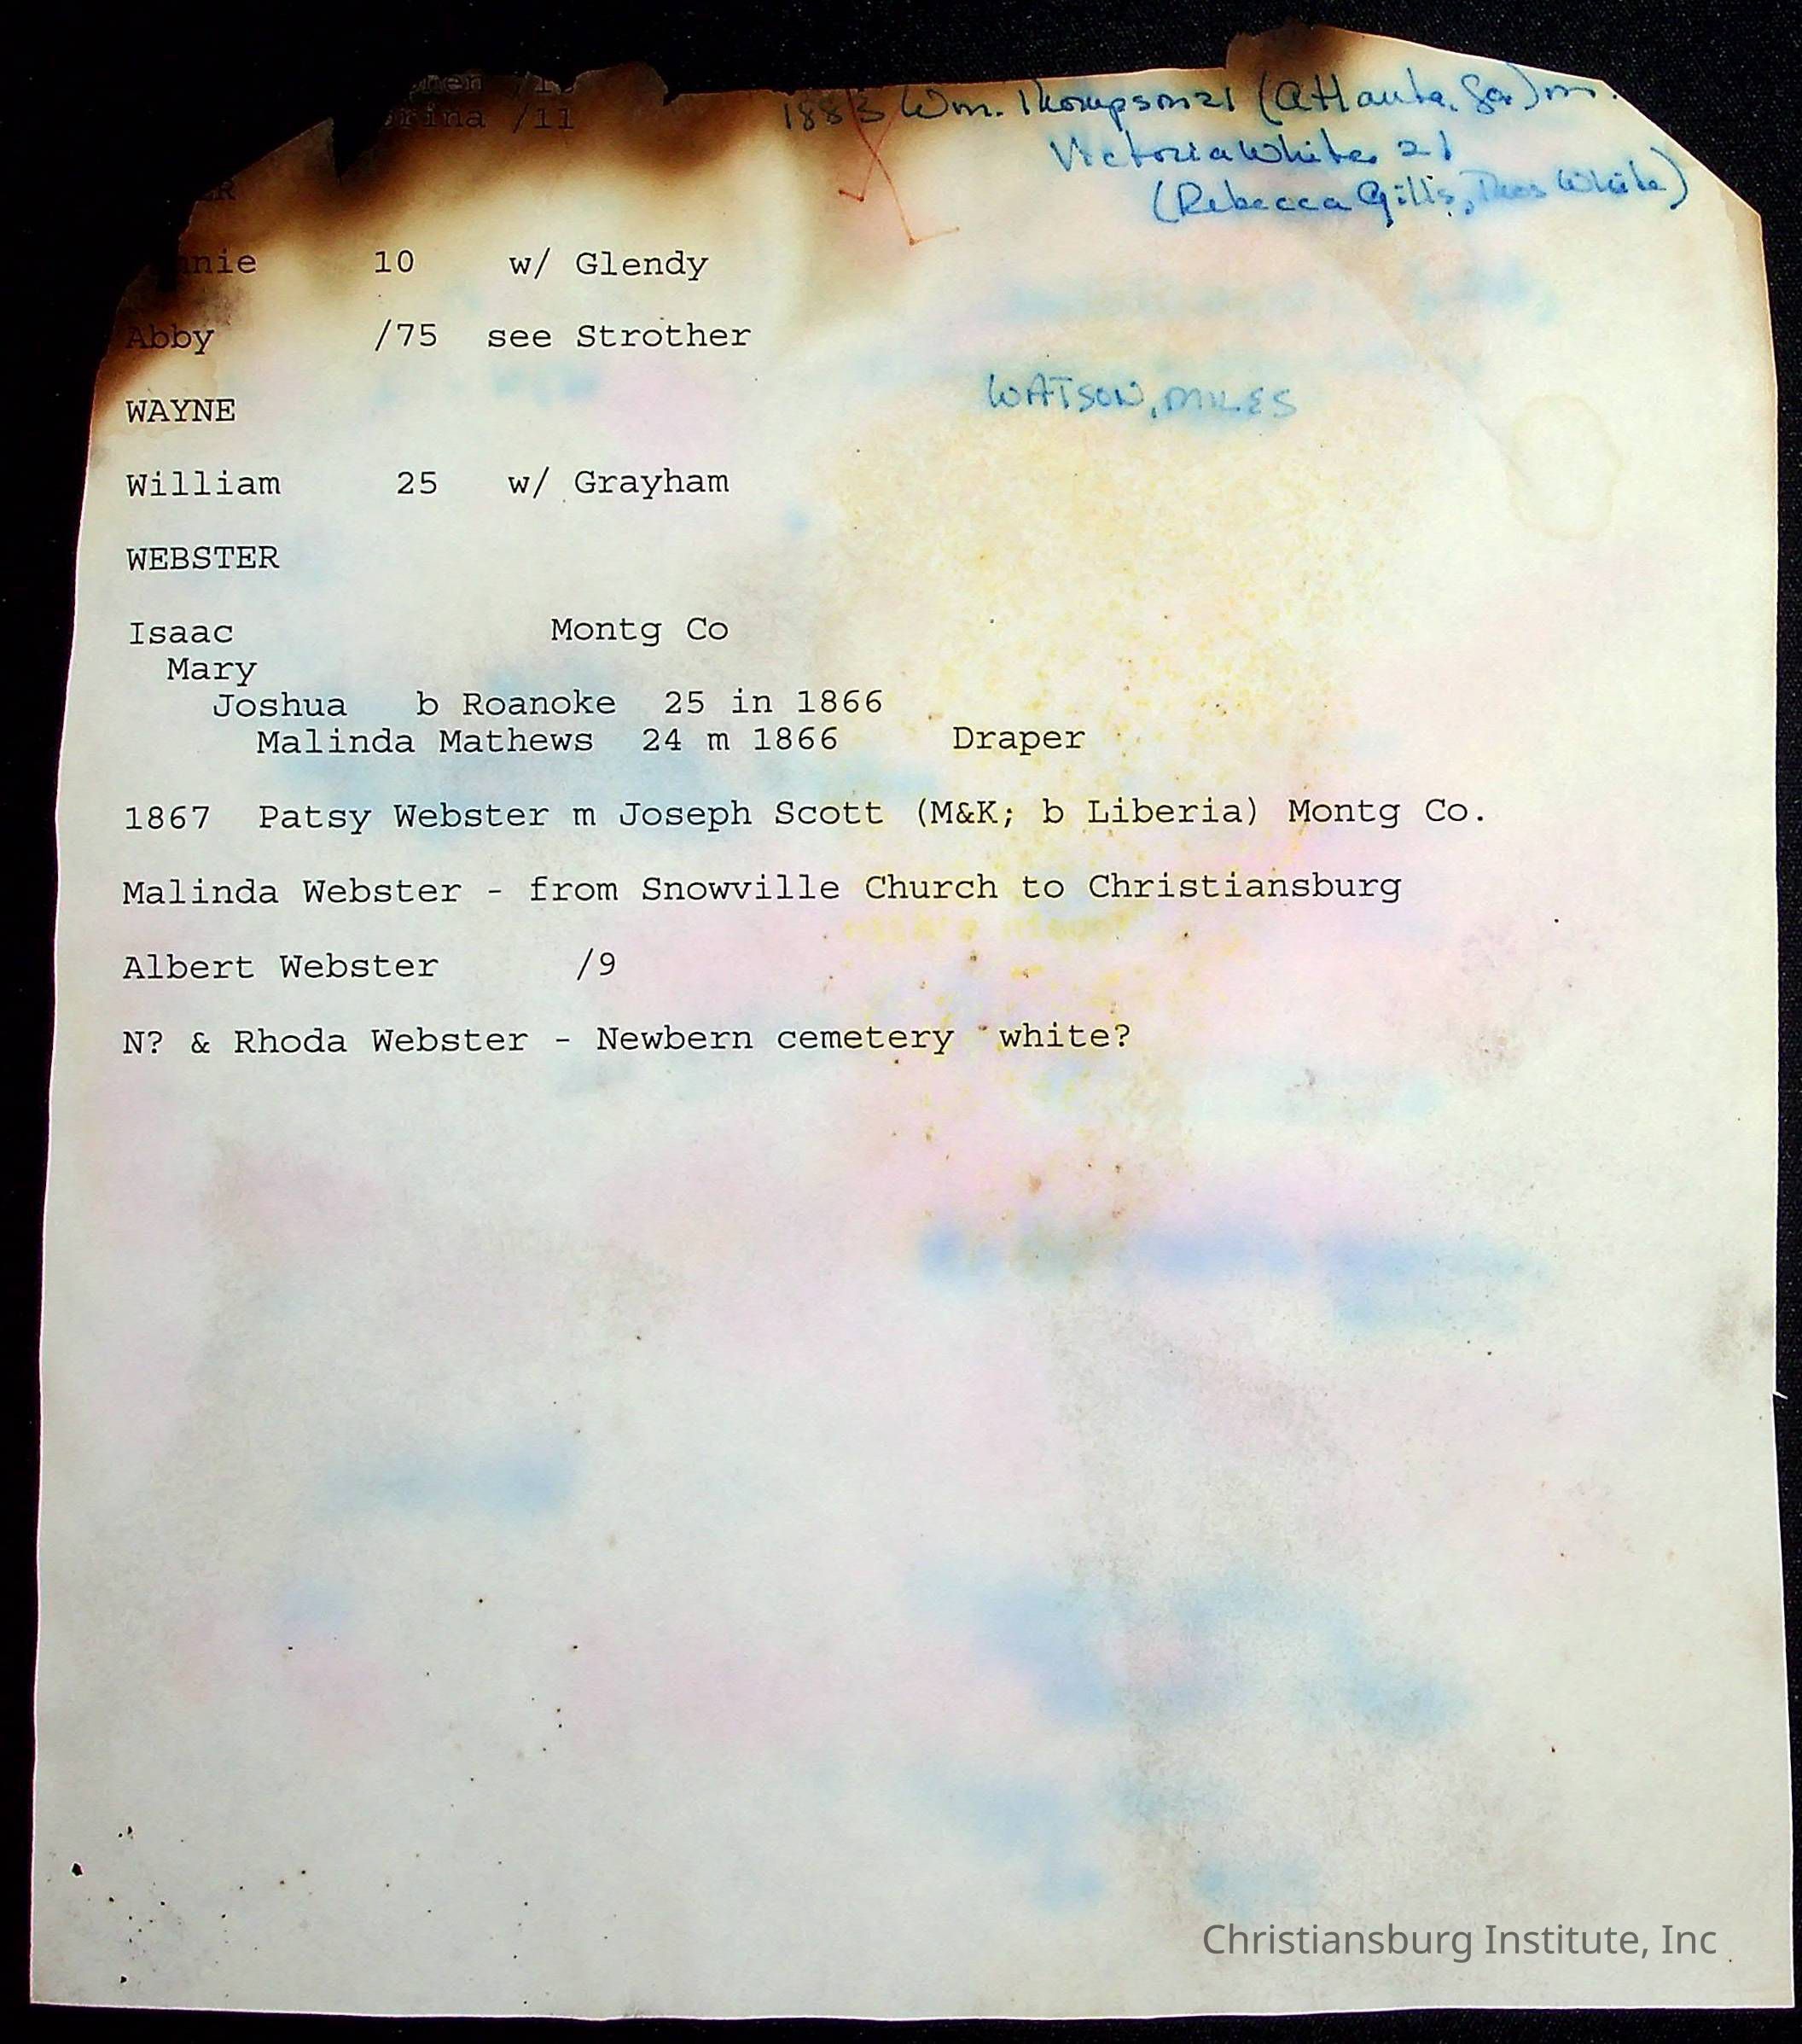 /11
1883 Wm. Thompson 21 (Atlanta, Ga) m.
Victoria White 21
(Rebecca Gills, Thos White)
10 w/ Glendy
Abby /75 see Strother
WAYNE
WATSON, MILES
William 25 w/ Grayham
WEBSTER
Isaac Montg Co
Mary
Joshua b Roanoke 25 in 1866
Malinda Mathews 24 m 1866 Draper
1867 Patsy Webster m Joseph Scott (M&K; b Liberia) Montg Co.
Malinda Webster - from Snowville Church to Christiansburg
Albert Webster /9
N? & Rhoda Webster - Newbern cemetery white?
Christiansburg Institute, Inc